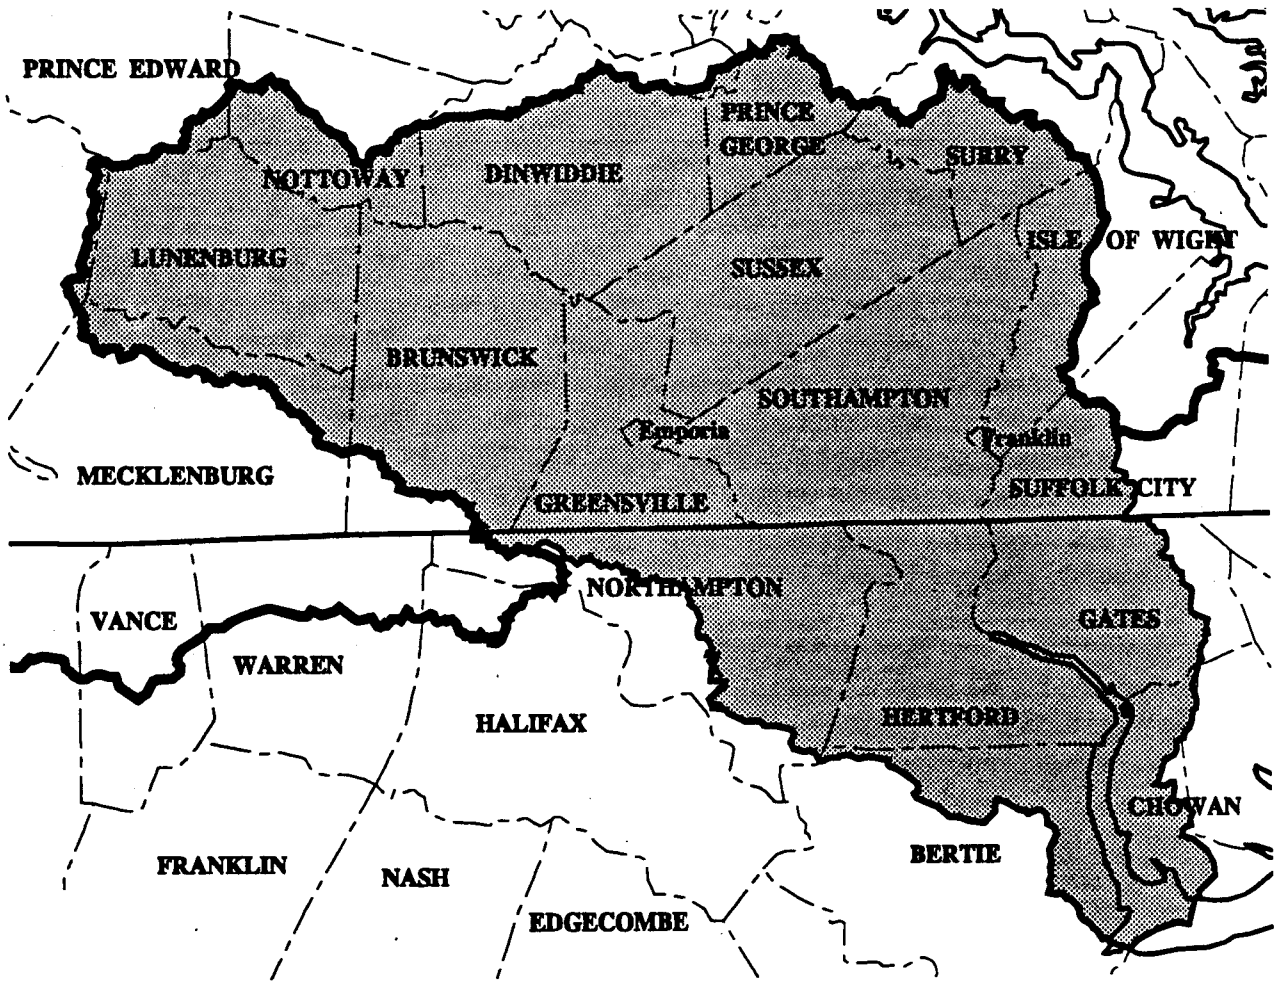 PRINCE EDWARD
PRINCE
GEORGE
SURRY
NOTTOWAY
DINWIDDIE
LUNENBURG
ISLE OF WIGHT
SUSSEX
BRUNSWICK
SOUTHAMPTON
Emporia
Franklin
MECKLENBURG
GREENSVILLE
SUFFOLK CITY
NORTHAMPTON
VANCE
GATES
WARREN
HALIFAX
HERTFORD
CHOWAN
FRANKLIN
NASH
BERTIE
EDGECOMBE